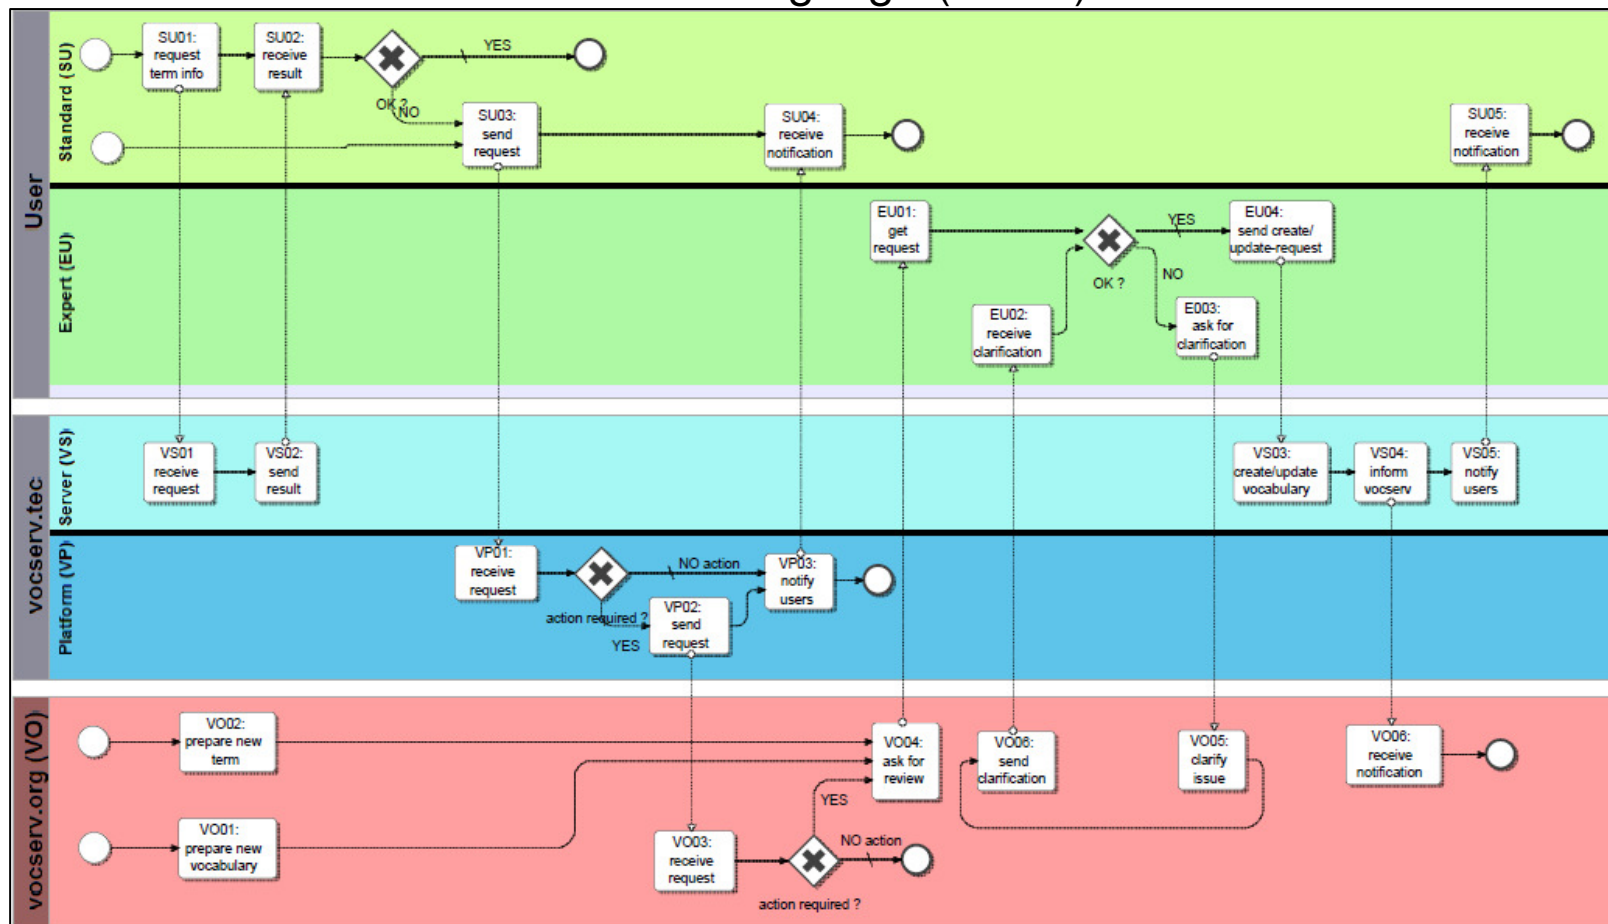 User
Standard (SU)
SU01:
request
term info
SU02:
receive
result
OK ?
YES
NO
SU03:
send
request
SU04:
receive
notification
SU05:
receive
notification
Expert (EU)
EU01:
get
request
EU02:
receive
clarification
OK ?
YES
NO
EU04:
send create/
update-request
E003:
ask for
clarification
vocserv.tec
Server (VS)
VS01
receive
request
VS02:
send
result
VS03:
create/update
vocabulary
VS04:
inform
vocserv
VS05:
notify
users
Platform (VP)
VP01:
receive
request
action required ?
NO action
YES
VP02:
send
request
VP03:
notify
users
vocserv.org (VO)
VO02:
prepare new
term
VO01:
prepare new
vocabulary
VO03:
receive
request
action required ?
YES
NO action
VO04:
ask for
review
VO06:
send
clarification
VO05:
clarify
issue
VO06:
receive
notification